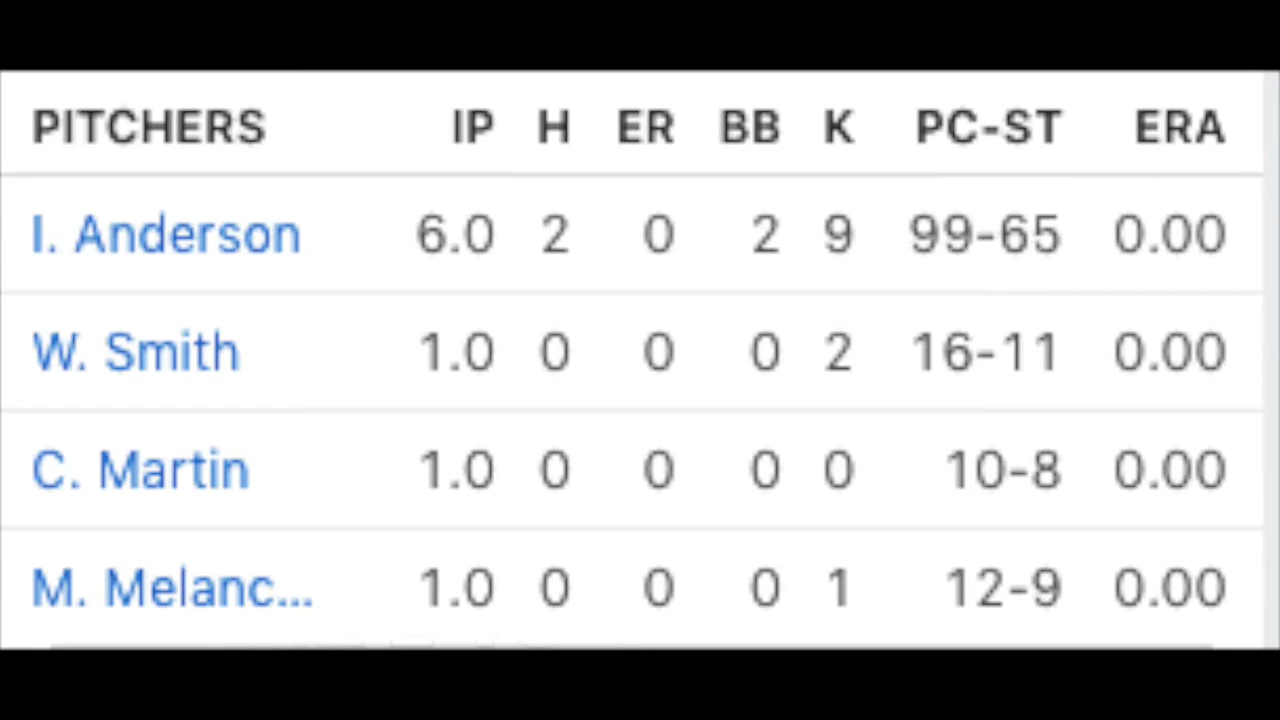 PITCHERS IP H ER BB K PC-ST ERA
I. Anderson 6.0 2 0 2 9 99-65 0.00
W. Smith 1.0 0 0 0 2 16-11 0.00
C. Martin 1.0 0 0 0 0 10-8 0.00
M. Melanc... 1.0 0 0 0 1 12-9 0.00